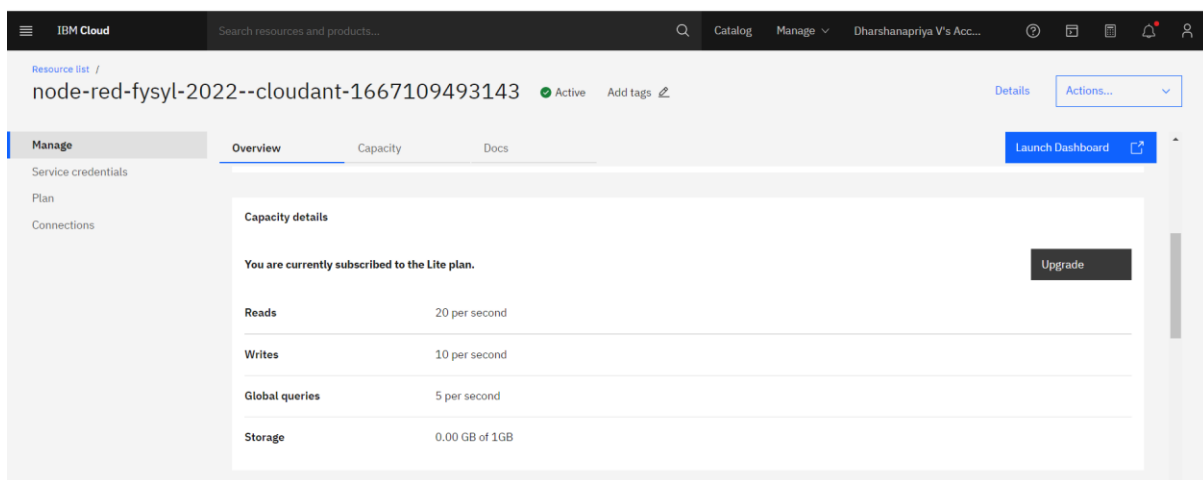 IBM Cloud
Search resources and products...
Catalog
Manage
Dharshanapriya V's Acc...
Resource list /
node-red-fysyl-2022--cloudant-1667109493143
Active
Add tags
Details
Actions...
Manage
Service credentials
Plan
Connections
Overview
Capacity
Docs
Launch Dashboard
Capacity details
You are currently subscribed to the Lite plan.
Upgrade
Reads 20 per second
Writes 10 per second
Global queries 5 per second
Storage 0.00 GB of 1GB